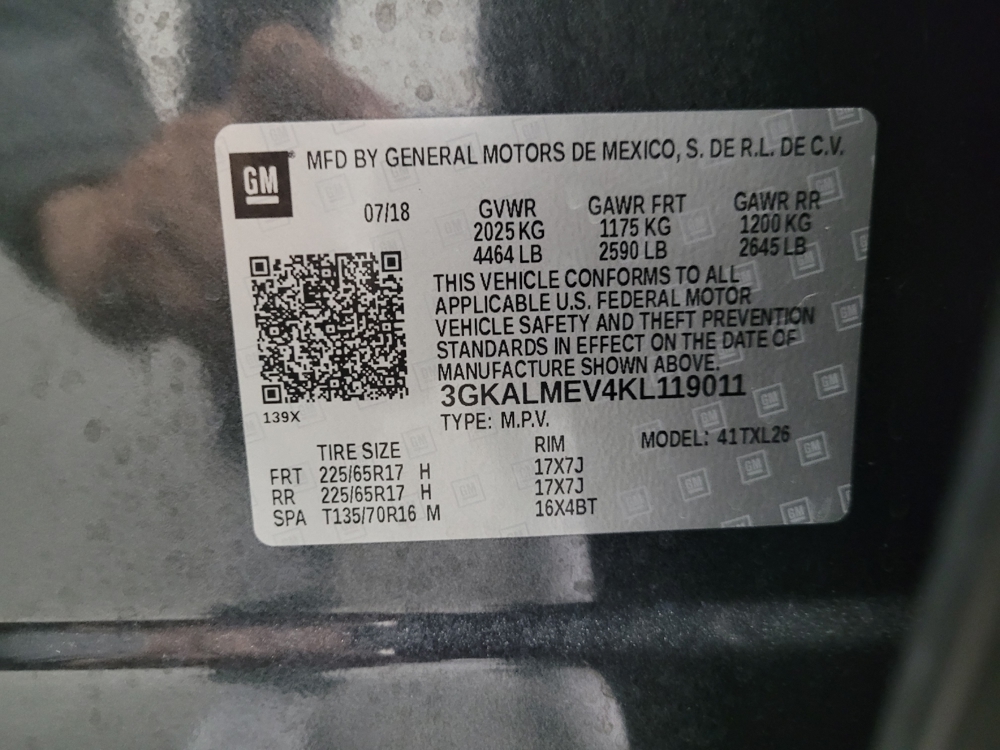 GM
MFD BY GENERAL MOTORS DE MEXICO, S. DE R.L. DE C.V.
07/18 GVWR GAWR FRT GAWR RR
2025 KG 1175 KG 1200 KG
4464 LB 2590 LB 2645 LB
THIS VEHICLE CONFORMS TO ALL
APPLICABLE U.S. FEDERAL MOTOR
VEHICLE SAFETY AND THEFT PREVENTION
STANDARDS IN EFFECT ON THE DATE OF
MANUFACTURE SHOWN ABOVE.
3GKALMEV4KL119011
139X
TYPE: M.P.V.
MODEL: 41TXL26
TIRE SIZE RIM
FRT 225/65R17 H 17X7J
RR 225/65R17 H 17X7J
SPA T135/70R16 M 16X4BT